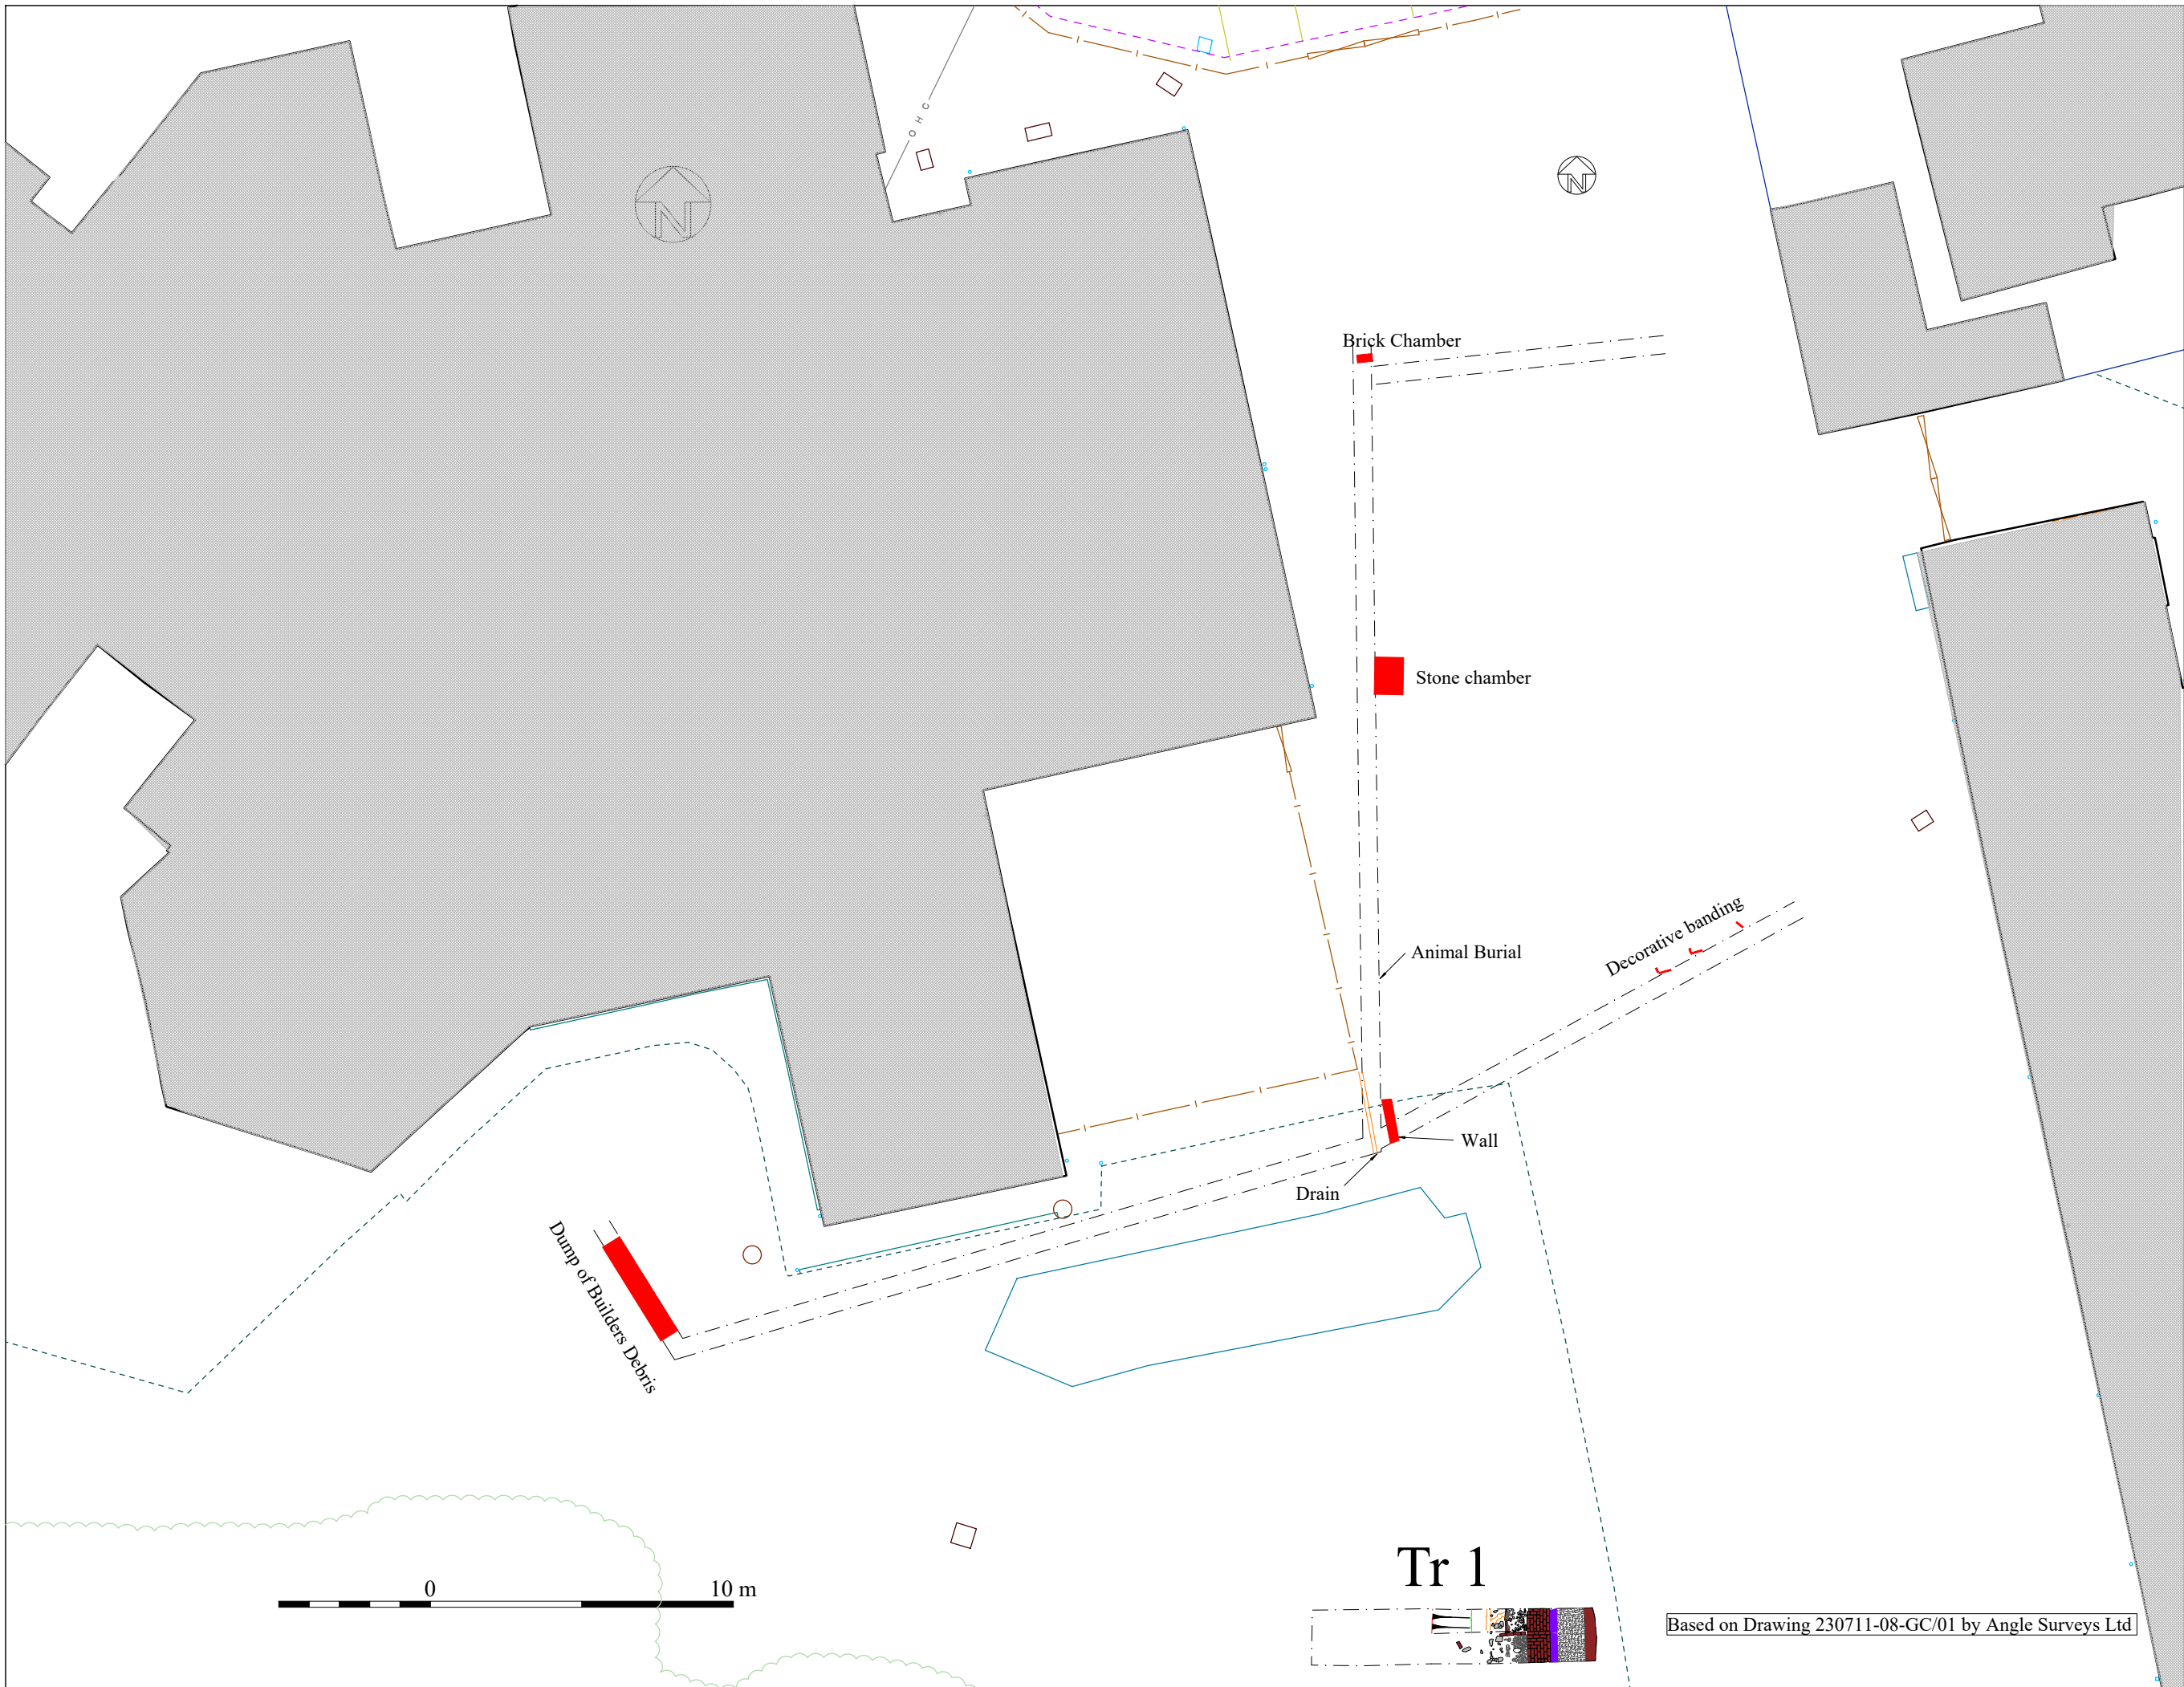 O H C
N
N
Brick Chamber
Stone chamber
Decorative banding
Animal Burial
Wall
Drain
Dump of Builders Debris
Tr 1
0 10 m
Based on Drawing 230711-08-GC/01 by Angle Surveys Ltd